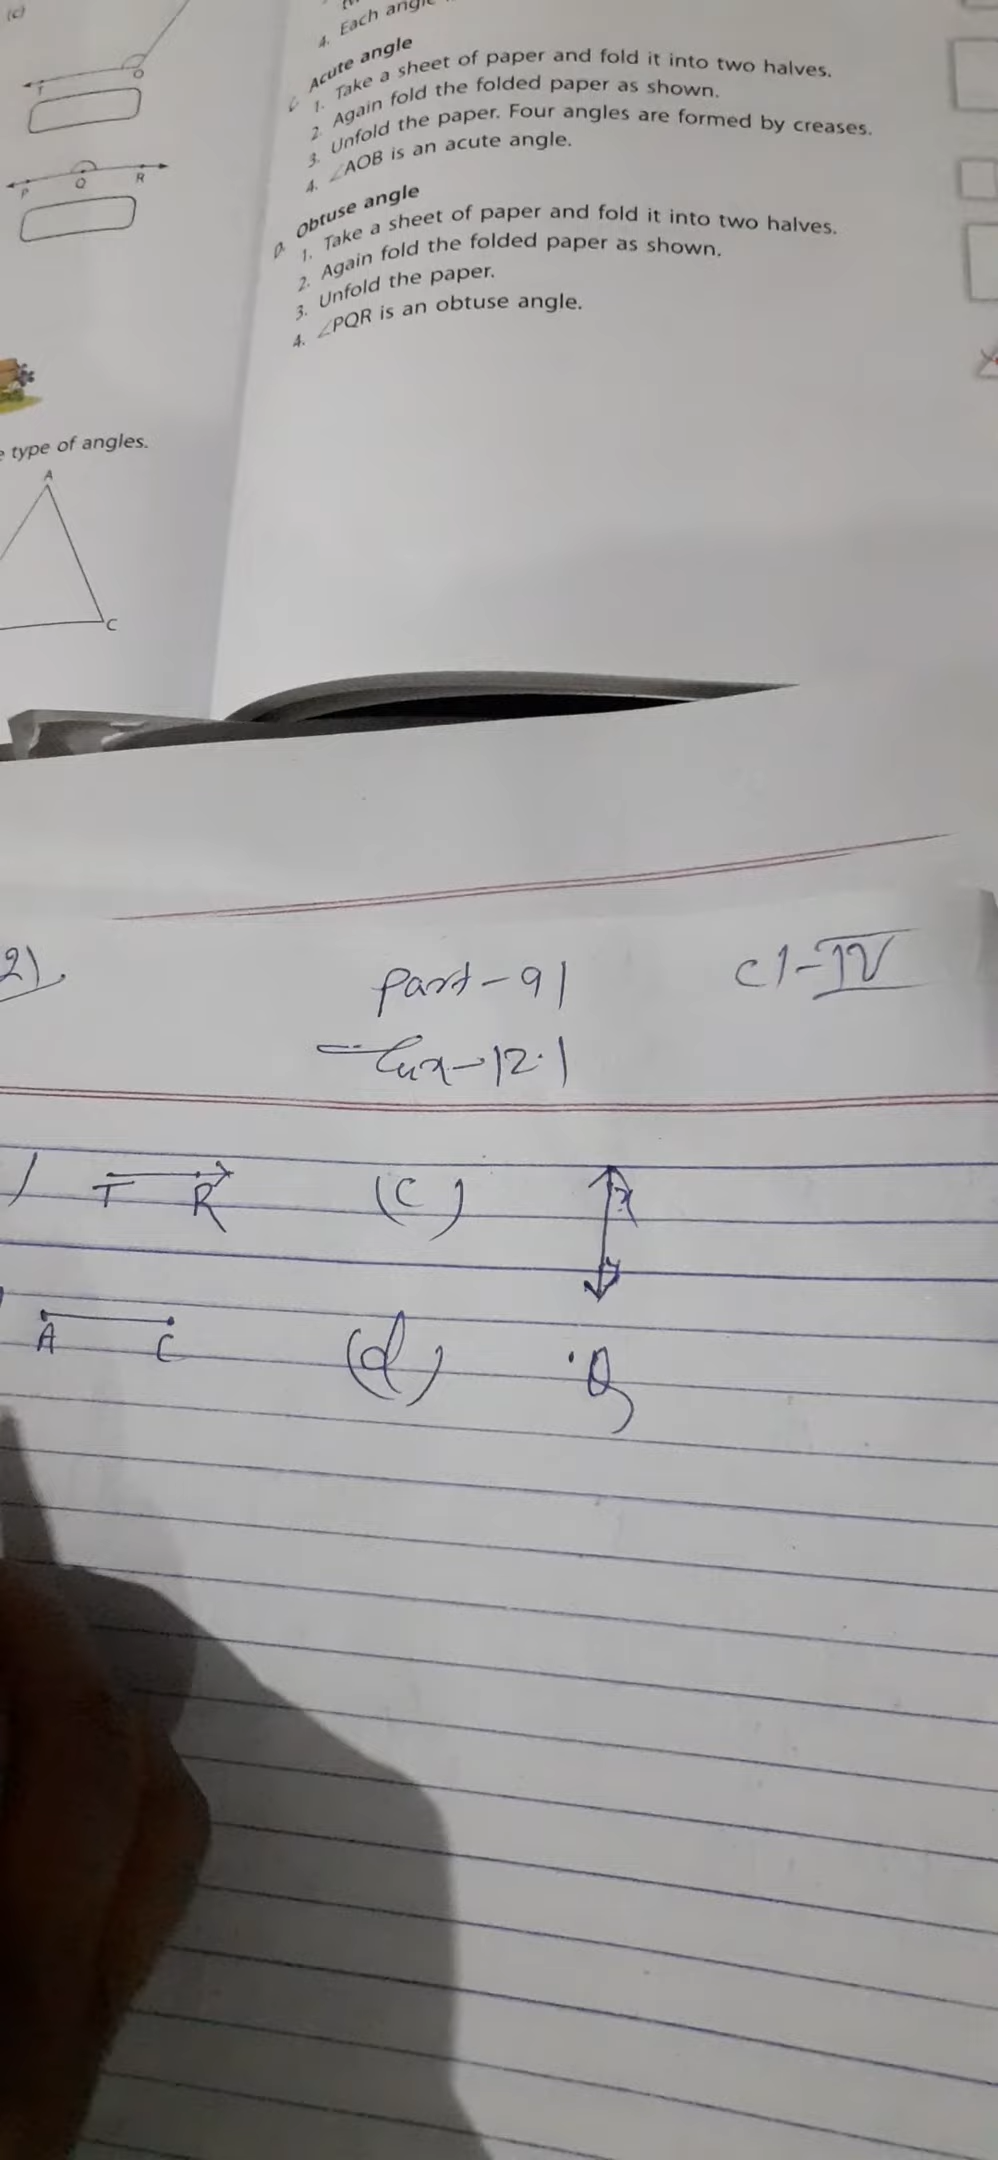 (c)
T
O
P
Q
R
type of angles.
A
C
4. Each angle
Acute angle
1. Take a sheet of paper and fold it into two halves.
2. Again fold the folded paper as shown.
3. Unfold the paper. Four angles are formed by creases.
4. ∠AOB is an acute angle.
D. Obtuse angle
1. Take a sheet of paper and fold it into two halves.
2. Again fold the folded paper as shown.
3. Unfold the paper.
4. ∠PQR is an obtuse angle.
2)
Part-91
Cl-IV
12.1
T R (c)
A C (d) Q